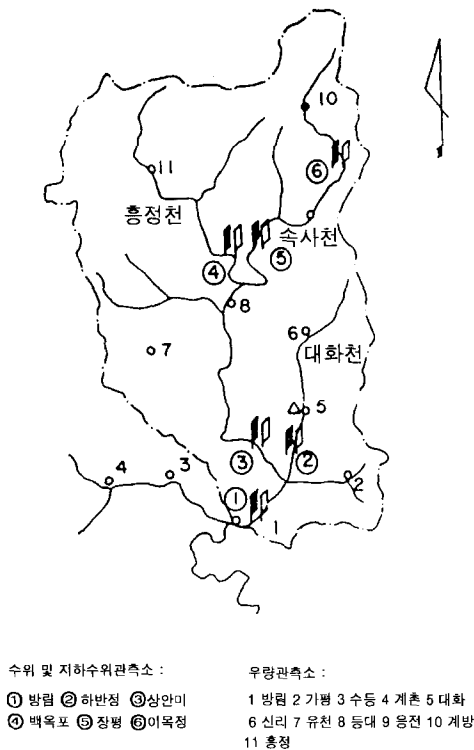 10
⑥
11
흥정천
속사천
④
⑤
8
6
대화천
7
5
③
②
4
3
2
①
1
수위 및 지하수위관측소 :
① 방림 ② 하반정 ③ 상안미
④ 백옥포 ⑤ 장평 ⑥ 이목정
우량관측소 :
1 방림 2 가평 3 수동 4 계촌 5 대화
6 신리 7 유천 8 등대 9 응전 10 계방
11 흥정